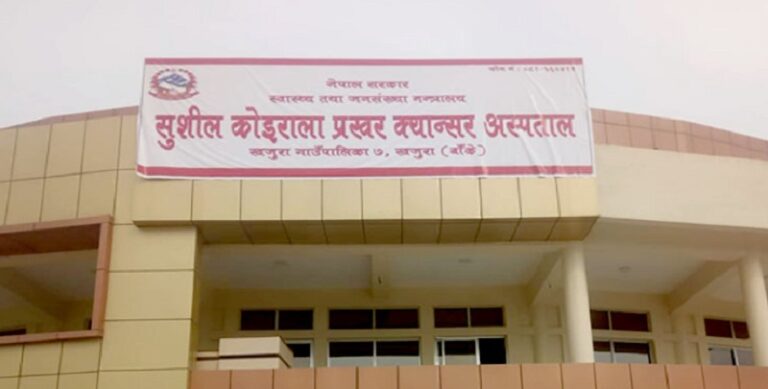 नेपाल सरकार
स्वास्थ्य तथा जनसंख्या मन्त्रालय
सुशील कोइराला प्रखर क्यान्सर अस्पताल
खजुरा गाउँपालिका ७, खजुरा (बाँके)